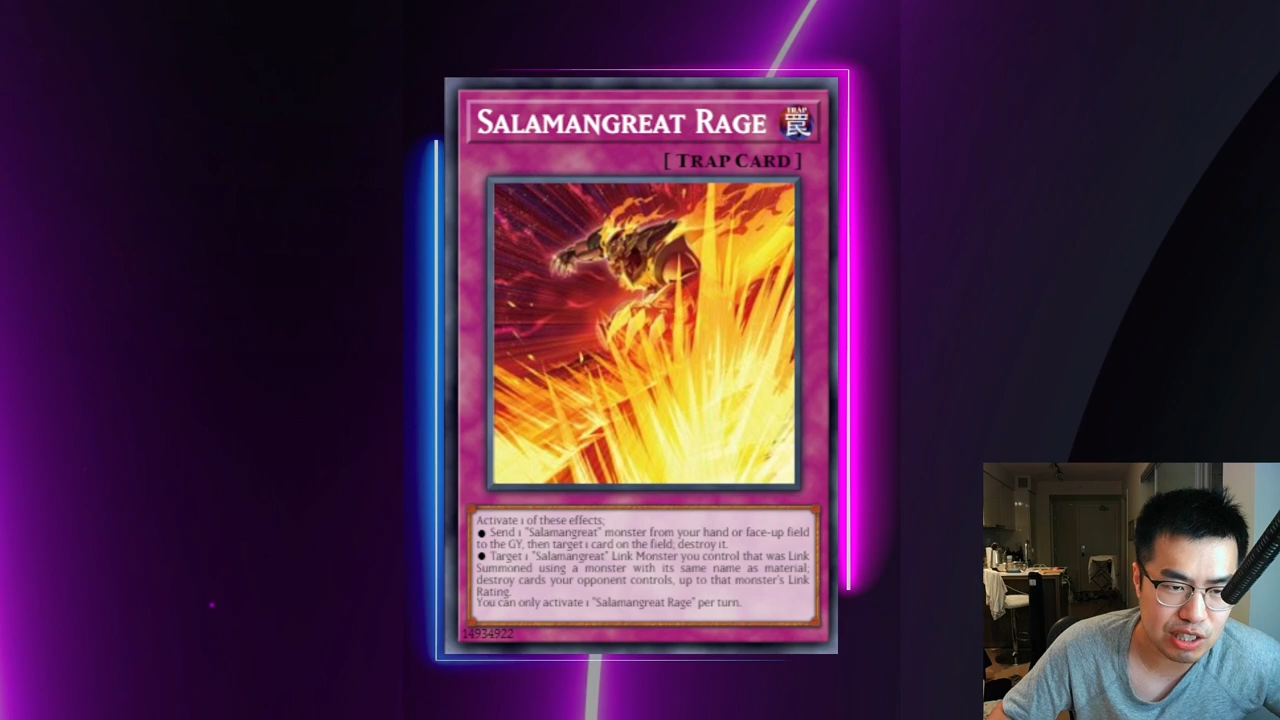 SALAMANGREAT RAGE
TRAP
罠
[ TRAP CARD ]
Activate 1 of these effects;
● Send 1 "Salamangreat" monster from your hand or face-up field
to the GY, then target 1 card on the field; destroy it.
● Target 1 "Salamangreat" Link Monster you control that was Link
Summoned using a monster with its same name as material;
destroy cards your opponent controls, up to that monster's Link
Rating.
You can only activate 1 "Salamangreat Rage" per turn.
14934922